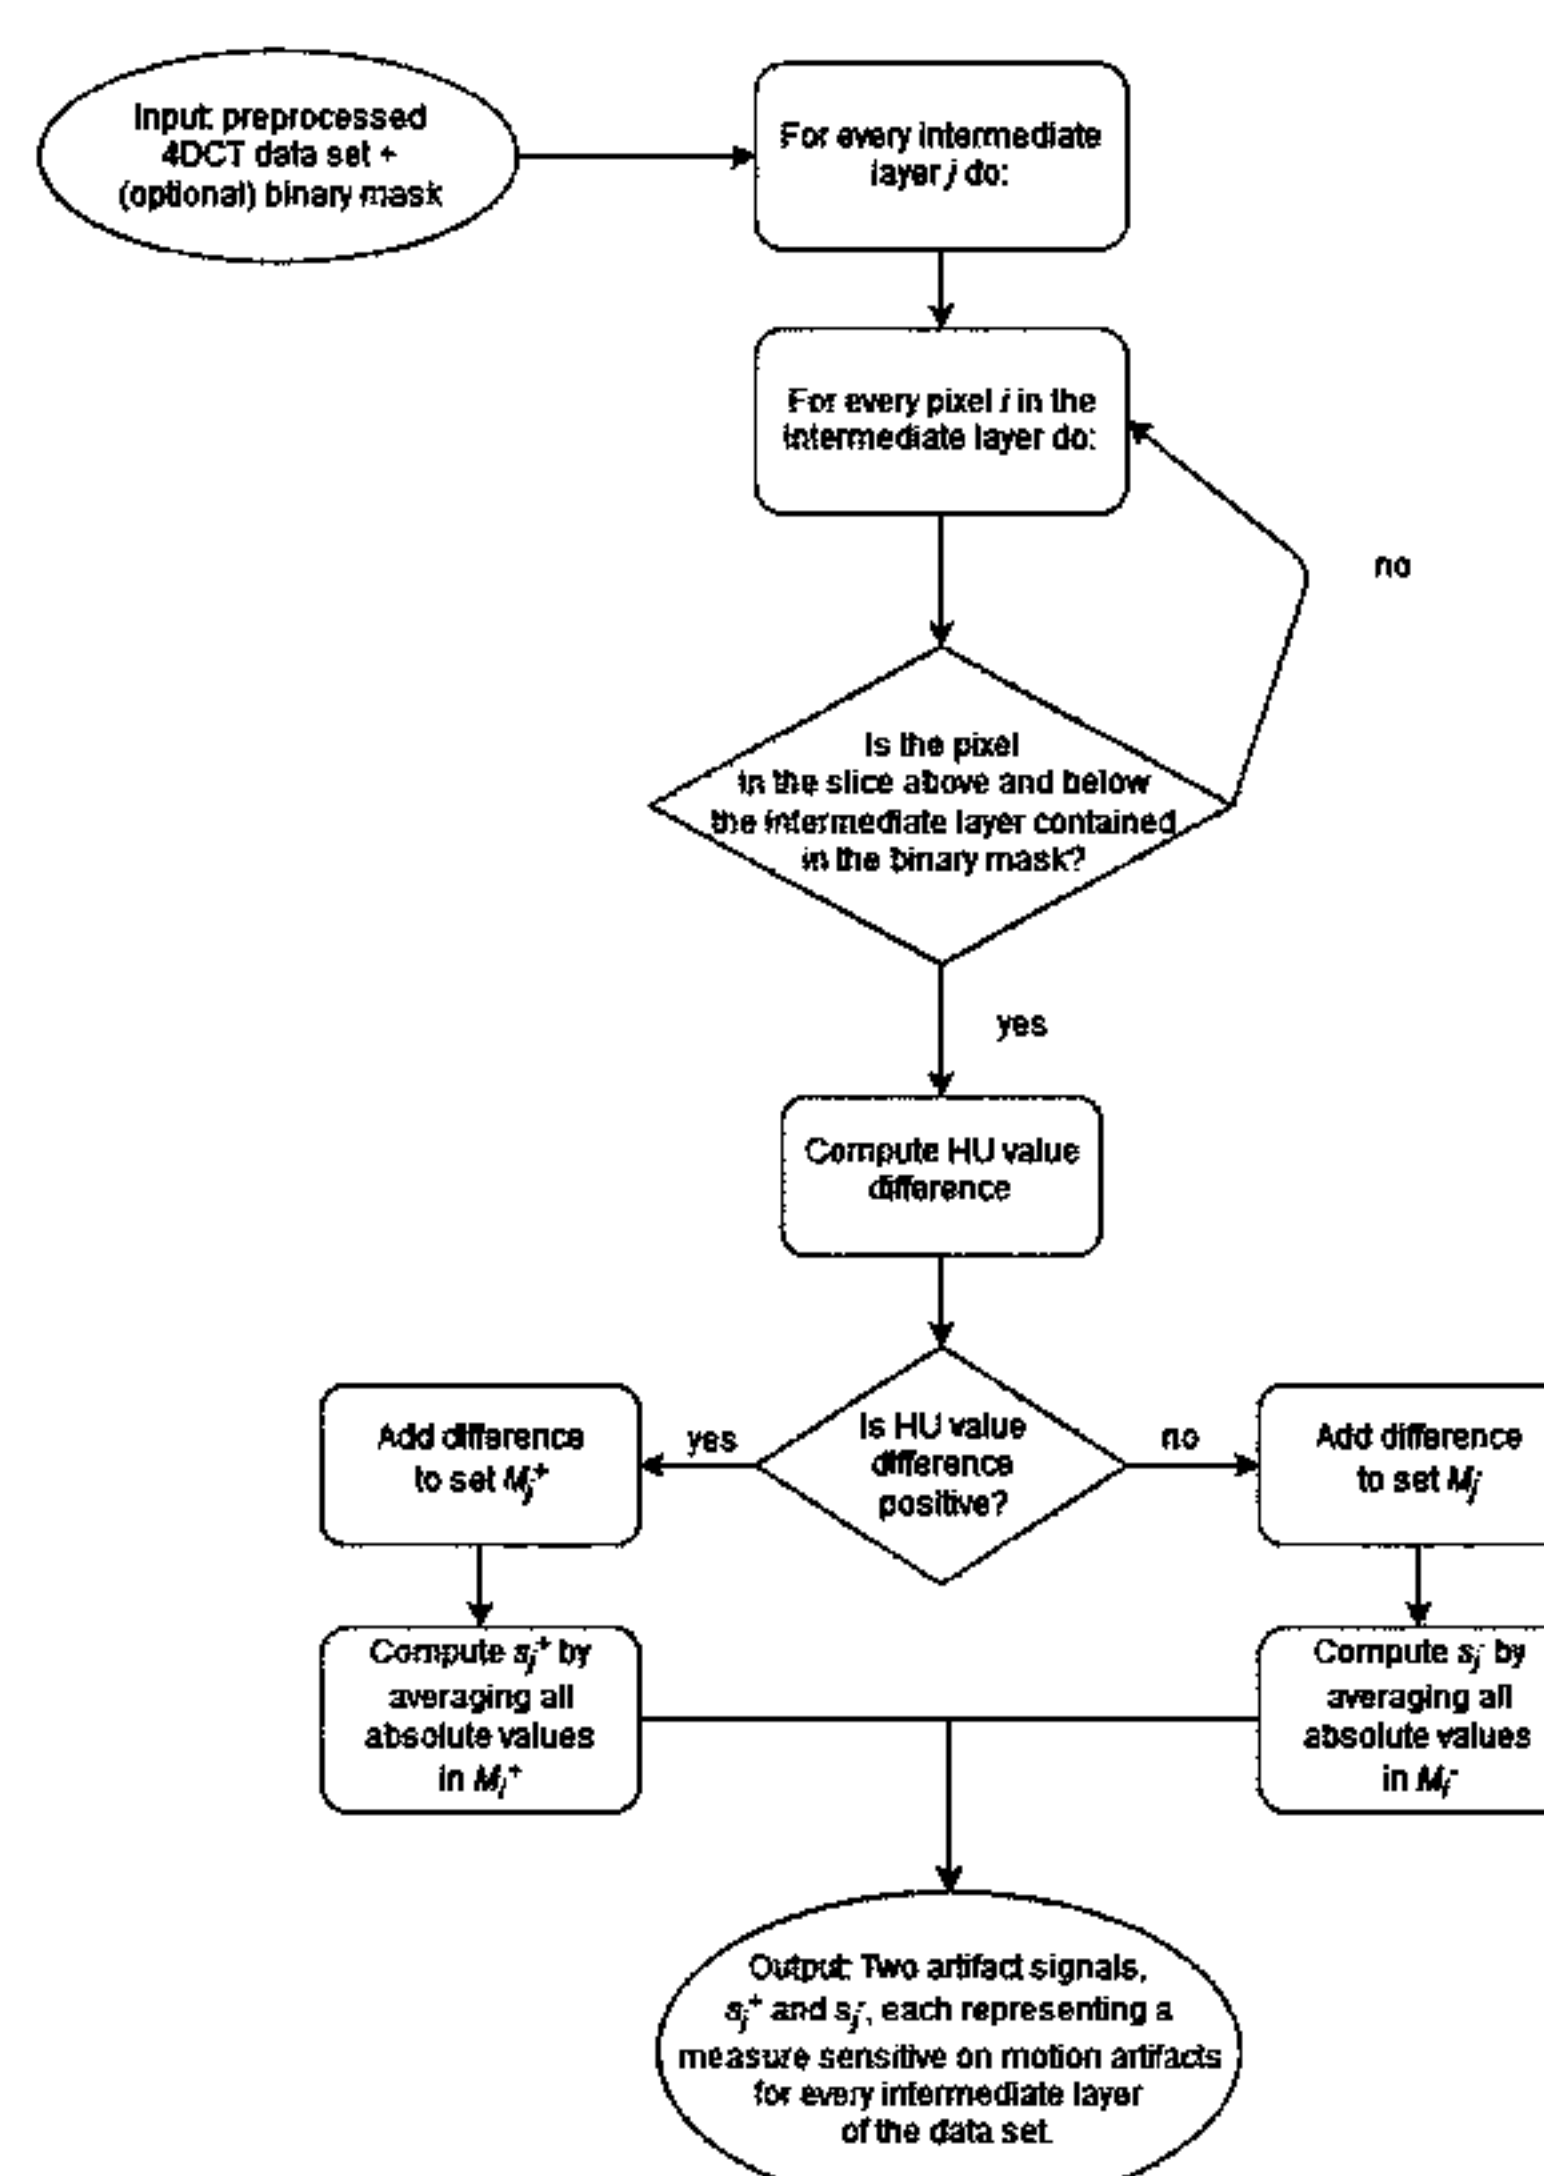 Input: preprocessed
4DCT data set +
(optional) binary mask
For every intermediate
layer j do:
For every pixel i in the
intermediate layer do:
no
Is the pixel
in the slice above and below
the intermediate layer contained
in the binary mask?
yes
Compute HU value
difference
Add difference
to set Mj+
yes
Is HU value
difference
positive?
no
Add difference
to set Mj-
Compute sj+ by
averaging all
absolute values
in Mj+
Compute sj- by
averaging all
absolute values
in Mj-
Output: Two artifact signals,
sj+ and sj-, each representing a
measure sensitive on motion artifacts
for every intermediate layer
of the data set.